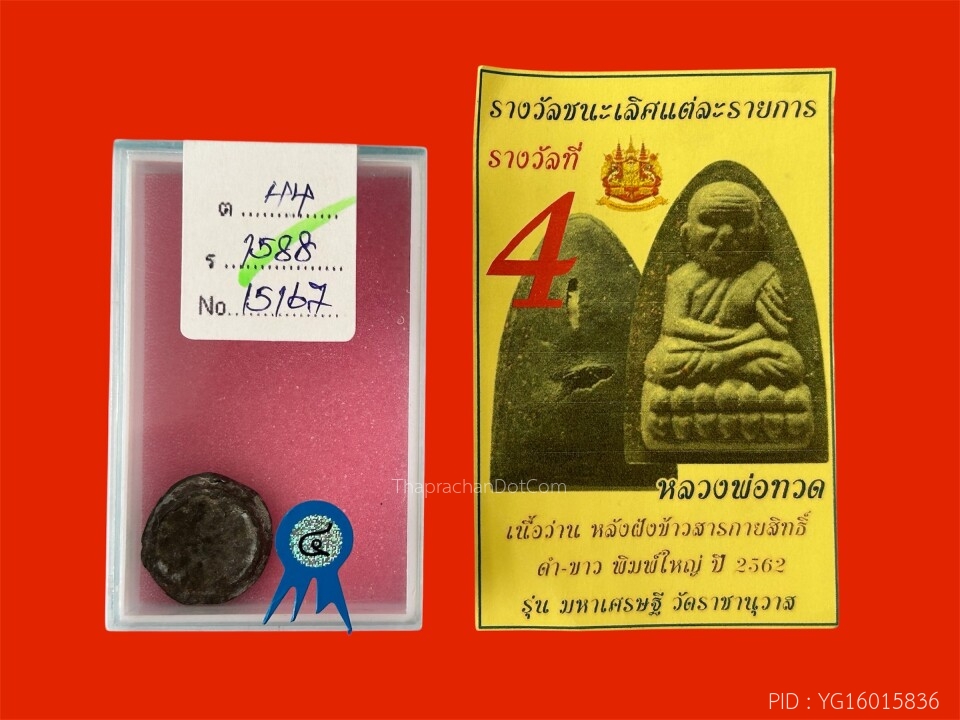 ต ๔๔
ร 1588
No. 15167
๔
รางวัลชนะเลิศแต่ละรายการ
รางวัลที่
4
หลวงพ่อทวด
เนื้อว่าน หลังฝังข้าวสารกายสิทธิ์
ดำ-ขาว พิมพ์ใหญ่ ปี 2562
รุ่น มหาเศรษฐี วัดราชานุวาส
ThaprachanDotCom
PID : YG16015836